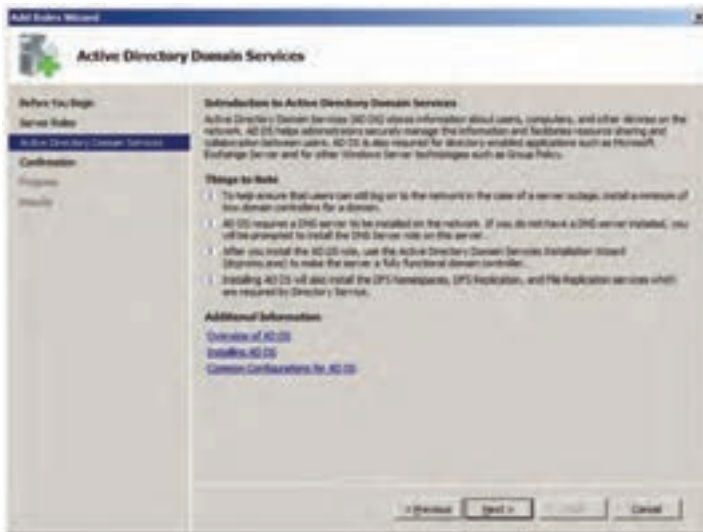 Add Roles Wizard
Active Directory Domain Services
Before You Begin
Server Roles
Active Directory Domain Services
Confirmation
Progress
Results
Introduction to Active Directory Domain Services
Active Directory Domain Services (AD DS) stores information about users, computers, and other devices on the
network. AD DS helps administrators securely manage this information and facilitates resource sharing and
collaboration between users. AD DS is also required for directory-enabled applications such as Microsoft
Exchange Server and for other Windows Server technologies such as Group Policy.
Things to Note
To help ensure that users can still log on to the network in the case of a server outage, install a minimum of
two domain controllers for a domain.
AD DS requires a DNS server to be installed on the network. If you do not have a DNS server installed, you
will be prompted to install the DNS Server role on this server.
After you install the AD DS role, use the Active Directory Domain Services Installation Wizard
(dcpromo.exe) to make the server a fully functional domain controller.
Installing AD DS will also install the DFS Namespaces, DFS Replication, and File Replication services which
are required by Directory Service.
Additional Information
Overview of AD DS
Installing AD DS
Common Configurations for AD DS
< Previous
Next >
Cancel